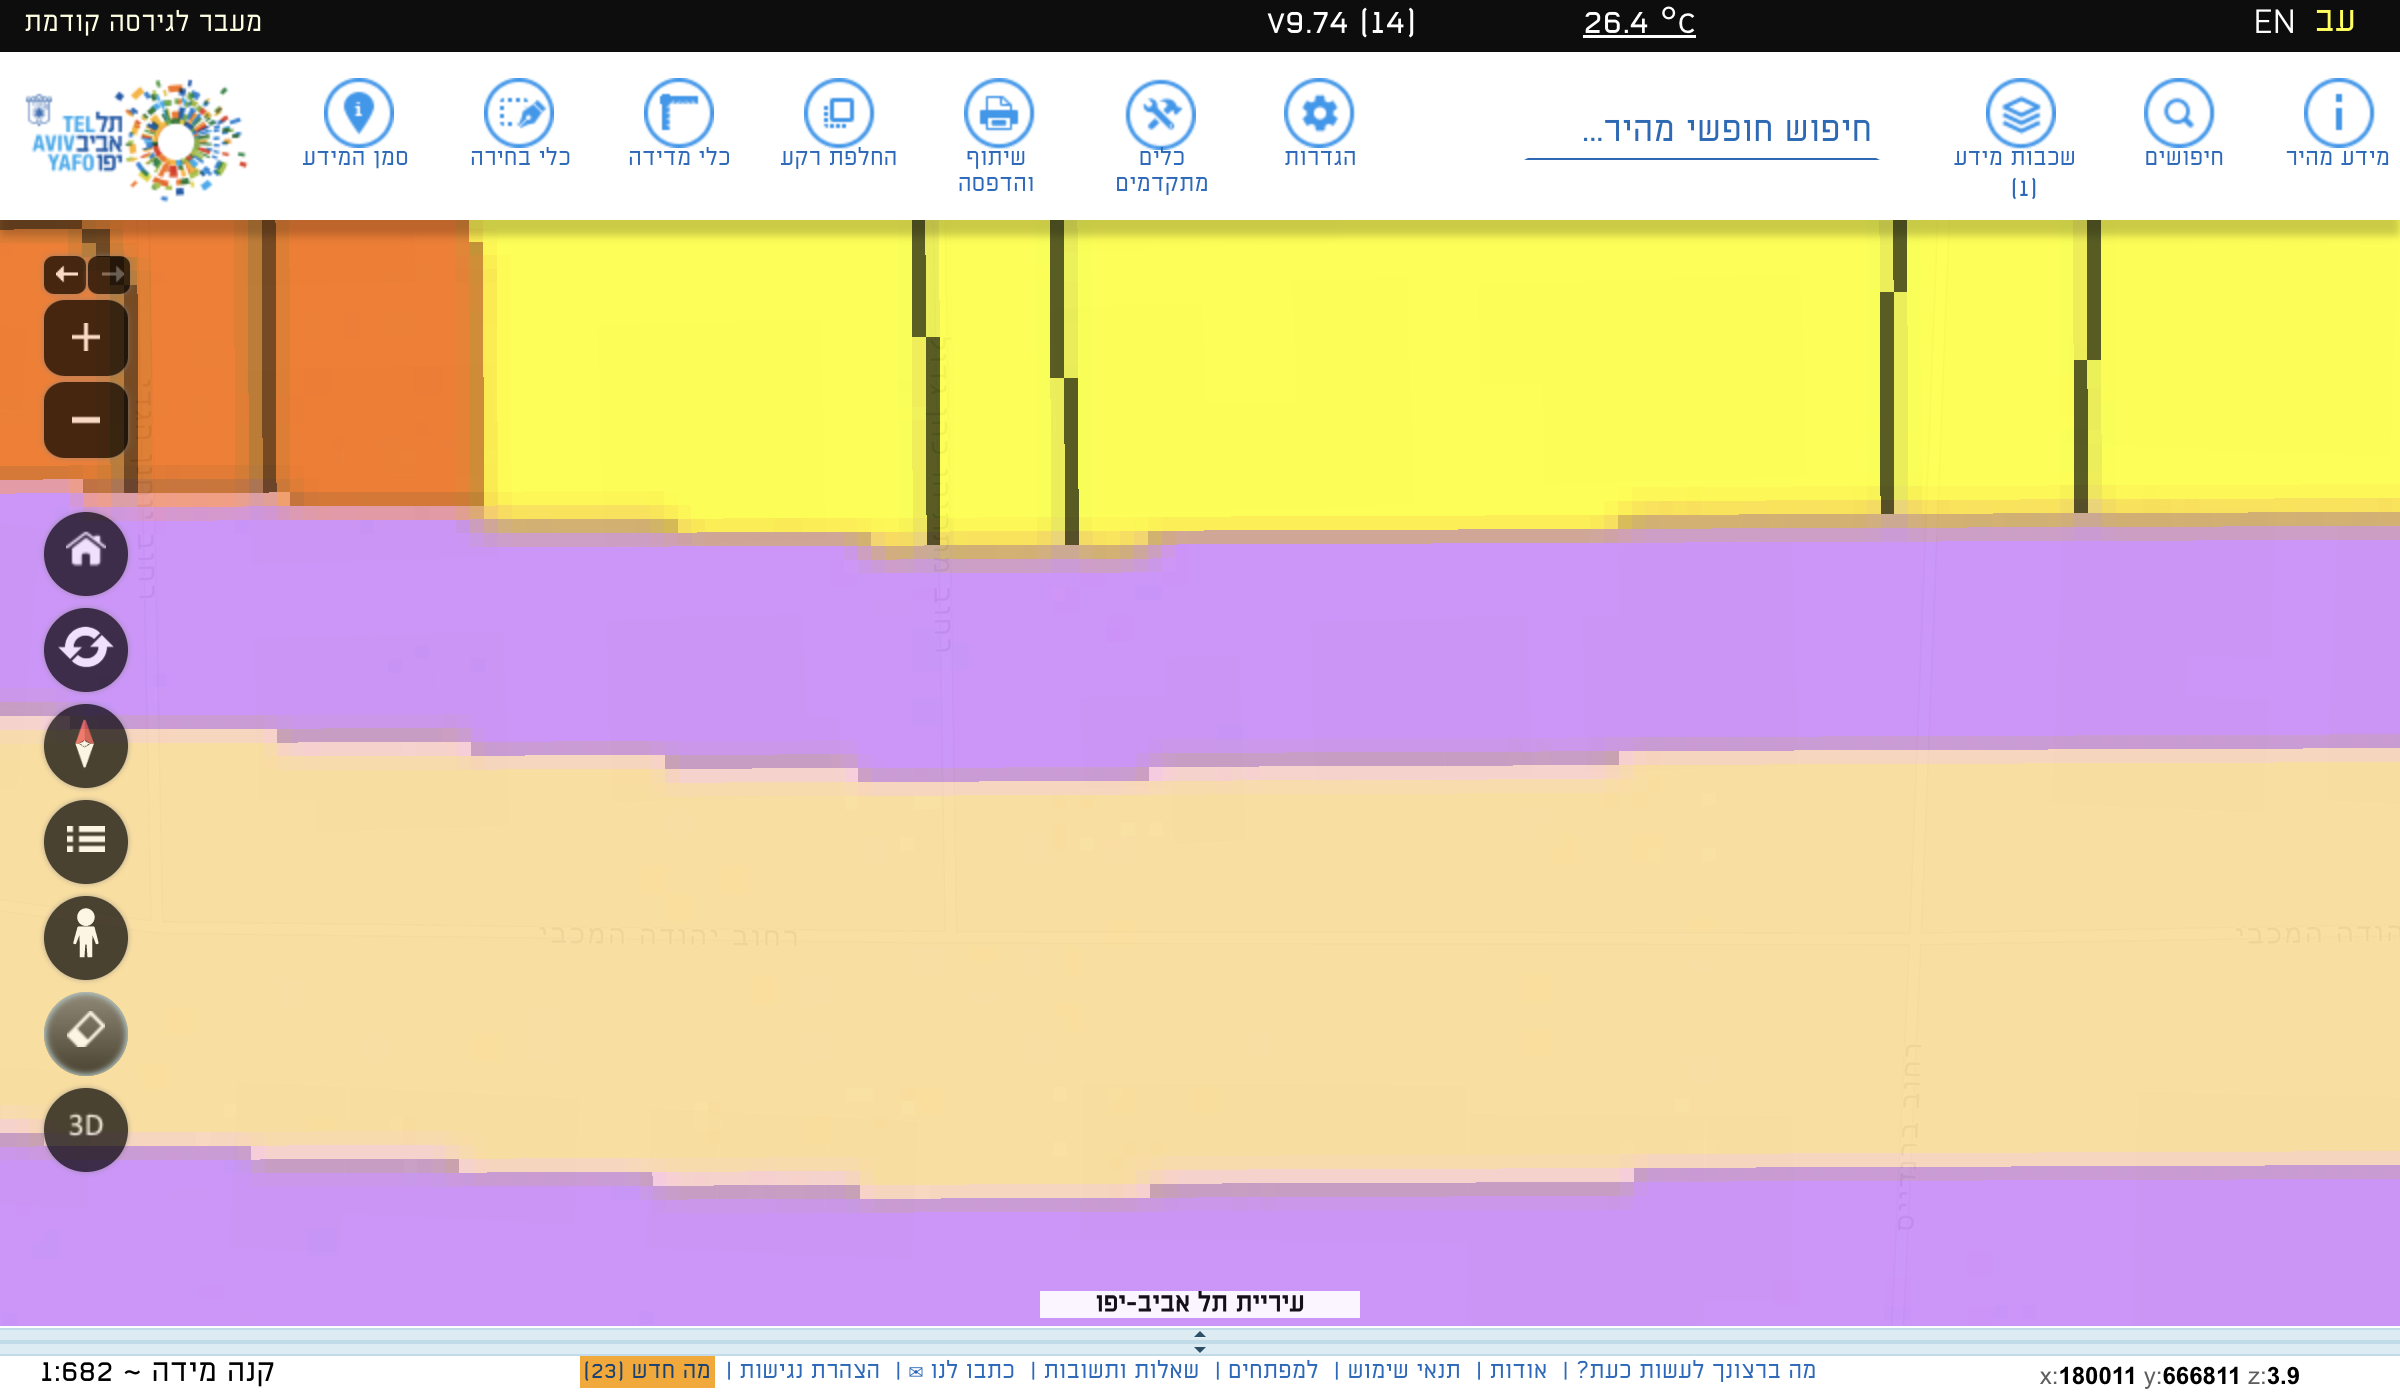 עב EN
26.4 °C
V9.74 (14)
מעבר לגירסה קודמת
מידע מהיר
חיפושים
שכבות מידע
(1)
חיפוש חופשי מהיר...
הגדרות
כלים
מתקדמים
שיתוף
והדפסה
החלפת רקע
כלי מדידה
כלי בחירה
סמן המידע
תל
אביב
יפו
TEL
AVIV
YAFO
רחוב יהודה המכבי
הודה המכבי
רחוב ברנדייס
3D
עיריית תל אביב-יפו
מה ברצונך לעשות כעת? | אודות | תנאי שימוש | למפתחים | שאלות ותשובות | כתבו לנו ✉ | הצהרת נגישות | מה חדש (23)
קנה מידה ~ 1:682
x:180011 y:666811 z:3.9